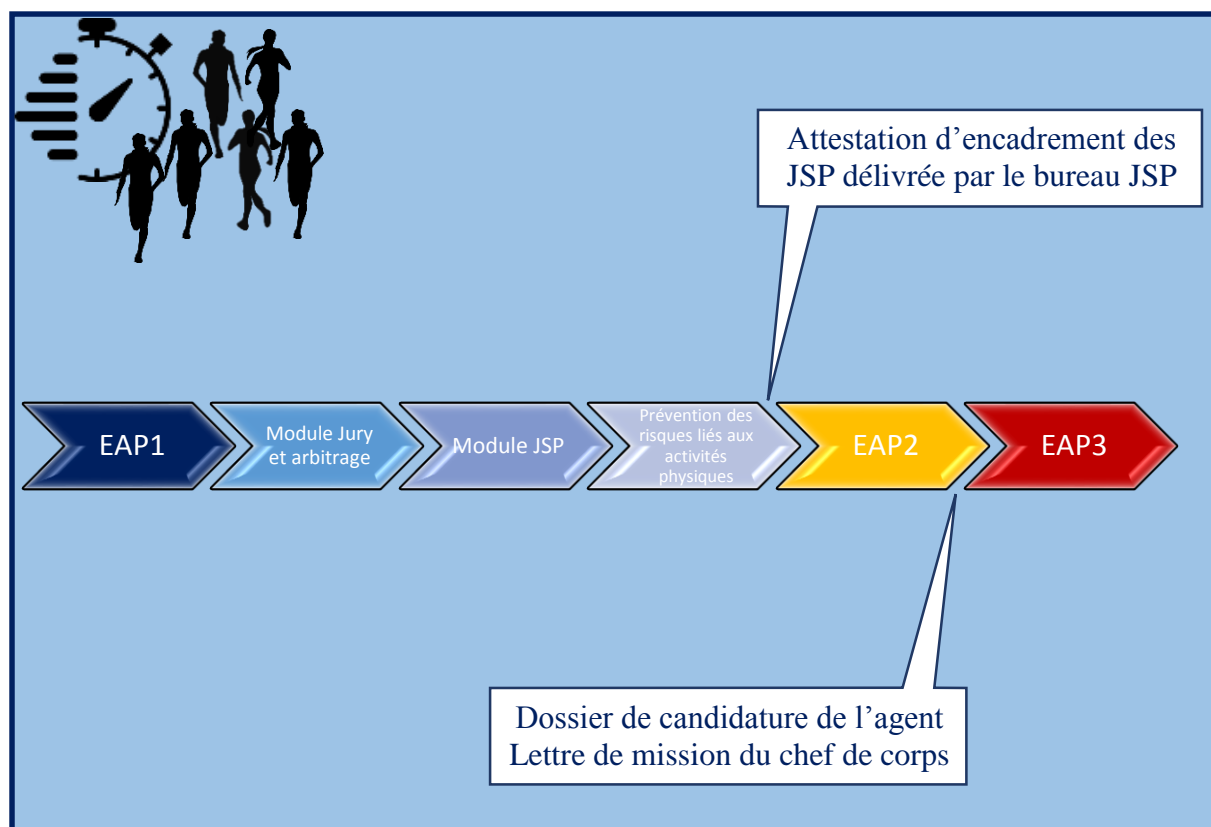 Attestation d’encadrement des
JSP délivrée par le bureau JSP
EAP1
Module Jury
et arbitrage
Module JSP
Prévention des
risques liés aux
activités
physiques
EAP2
EAP3
Dossier de candidature de l’agent
Lettre de mission du chef de corps